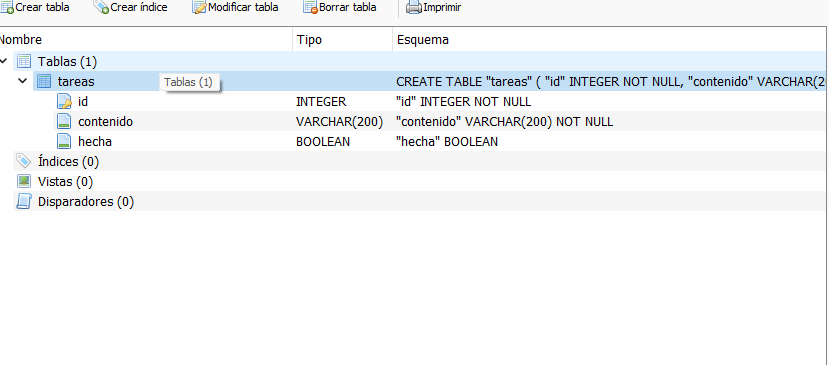 Crear tabla Crear índice Modificar tabla Borrar tabla Imprimir
Nombre Tipo Esquema
Tablas (1)
tareas Tablas (1) CREATE TABLE "tareas" ( "id" INTEGER NOT NULL, "contenido" VARCHAR(2
id INTEGER "id" INTEGER NOT NULL
contenido VARCHAR(200) "contenido" VARCHAR(200) NOT NULL
hecha BOOLEAN "hecha" BOOLEAN
Índices (0)
Vistas (0)
Disparadores (0)